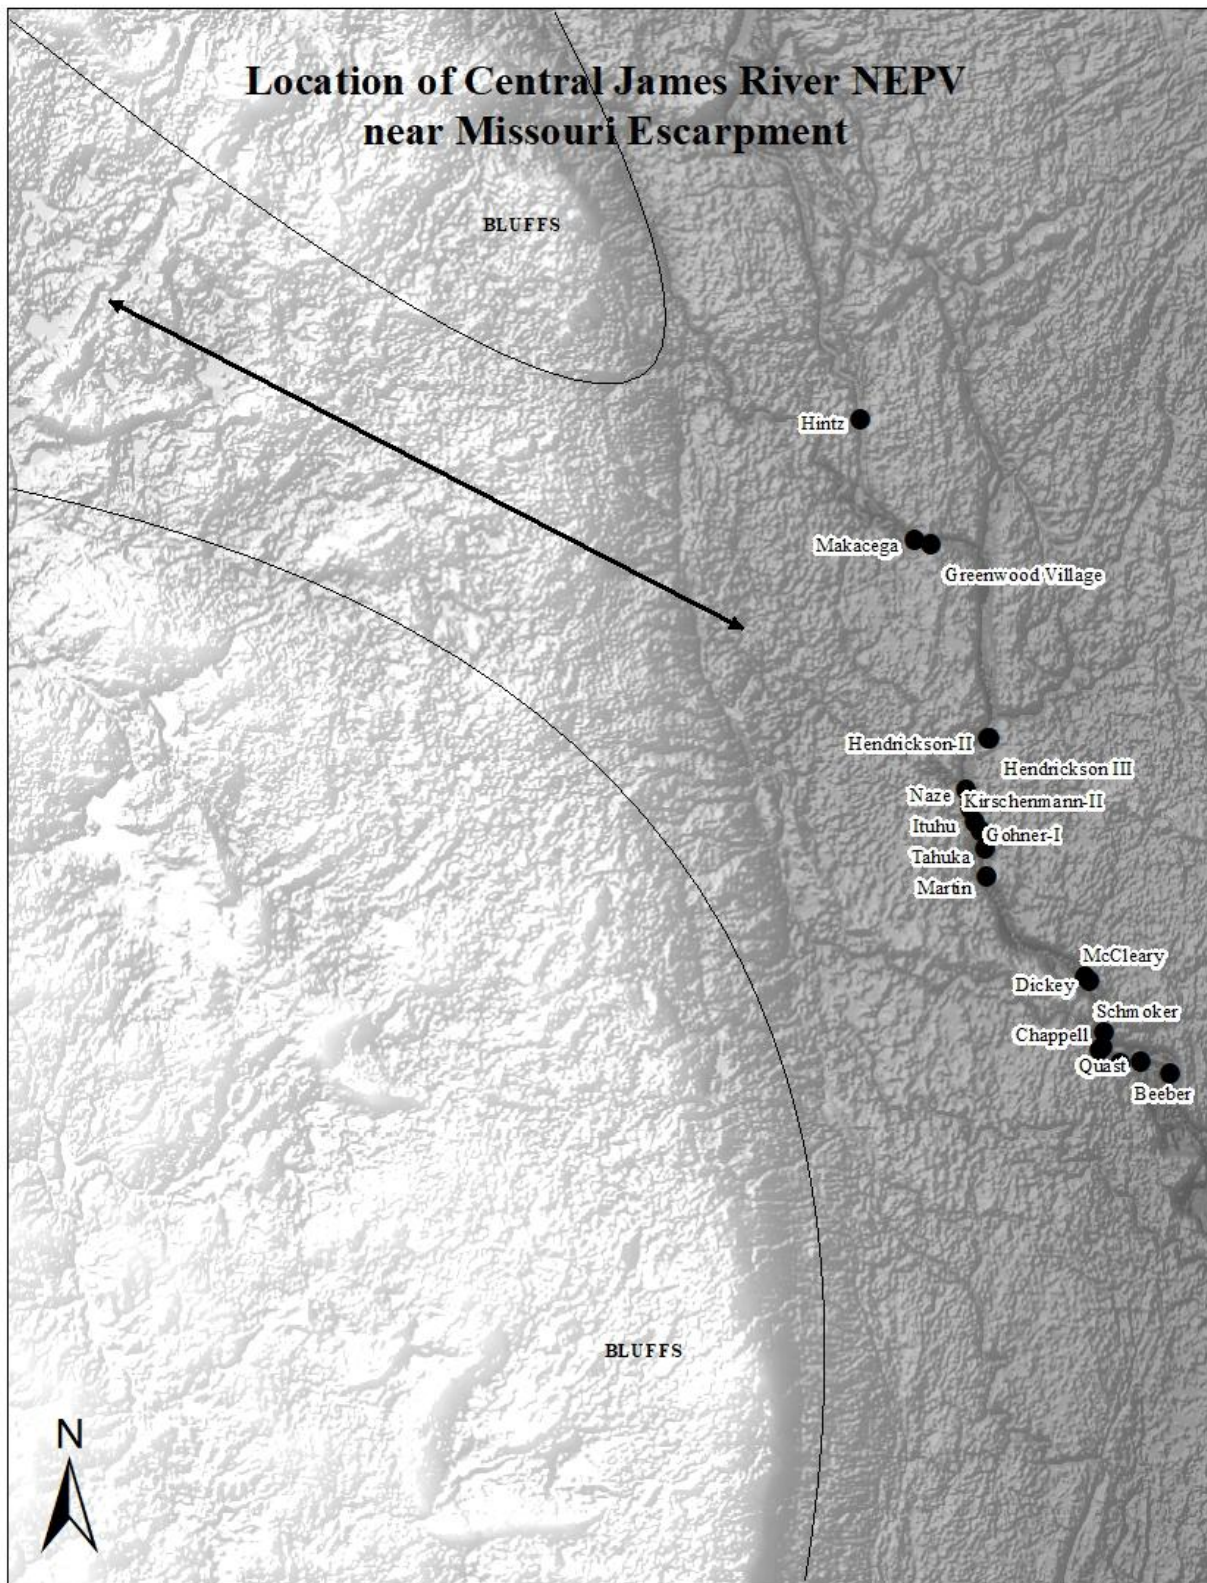 Location of Central James River NEPV
near Missouri Escarpment
BLUFFS
Hintz
Makacega
Greenwood Village
Hendrickson-II
Hendrickson III
Naze
Kirschenmann-II
Ituhu
Gohner-I
Tahuka
Martin
McCleary
Dickey
Schmoker
Chappell
Quast
Beeber
BLUFFS
N